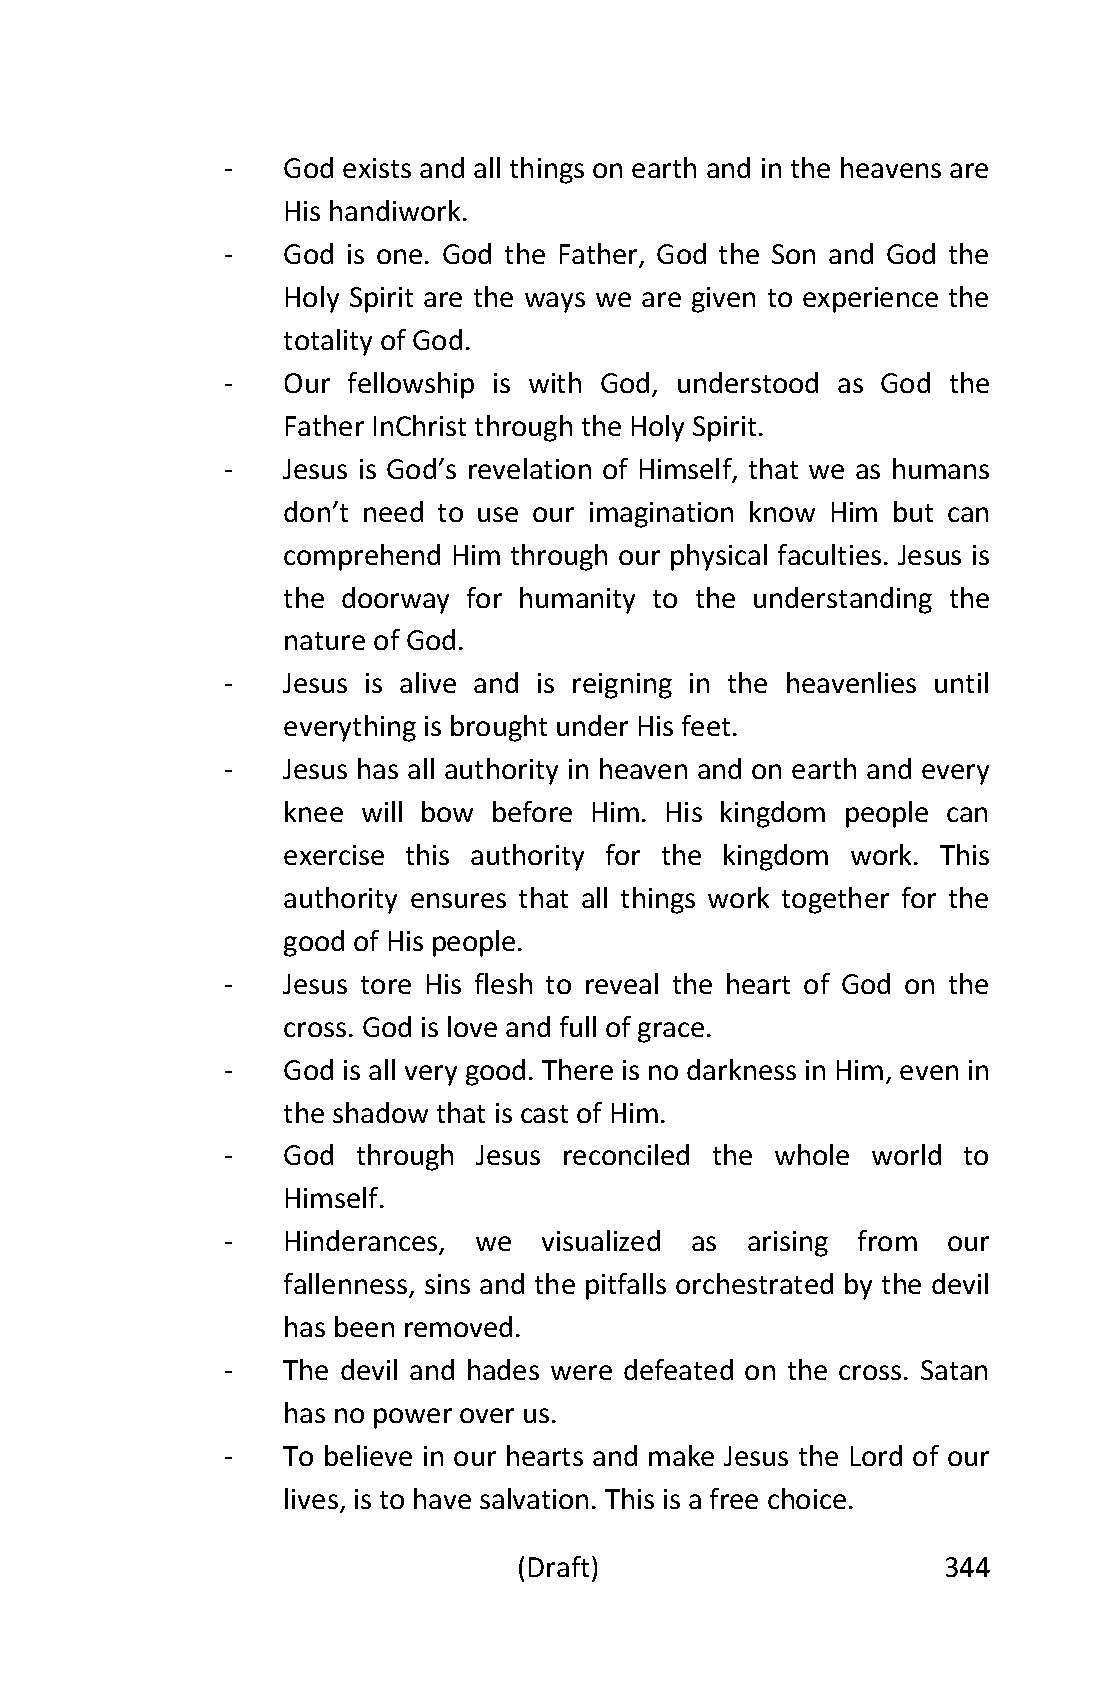 - God exists and all things on earth and in the heavens are
His handiwork.
- God is one. God the Father, God the Son and God the
Holy Spirit are the ways we are given to experience the
totality of God.
- Our fellowship is with God, understood as God the
Father InChrist through the Holy Spirit.
- Jesus is God’s revelation of Himself, that we as humans
don’t need to use our imagination know Him but can
comprehend Him through our physical faculties. Jesus is
the doorway for humanity to the understanding the
nature of God.
- Jesus is alive and is reigning in the heavenlies until
everything is brought under His feet.
- Jesus has all authority in heaven and on earth and every
knee will bow before Him. His kingdom people can
exercise this authority for the kingdom work. This
authority ensures that all things work together for the
good of His people.
- Jesus tore His flesh to reveal the heart of God on the
cross. God is love and full of grace.
- God is all very good. There is no darkness in Him, even in
the shadow that is cast of Him.
- God through Jesus reconciled the whole world to
Himself.
- Hinderances, we visualized as arising from our
fallenness, sins and the pitfalls orchestrated by the devil
has been removed.
- The devil and hades were defeated on the cross. Satan
has no power over us.
- To believe in our hearts and make Jesus the Lord of our
lives, is to have salvation. This is a free choice.
(Draft) 344